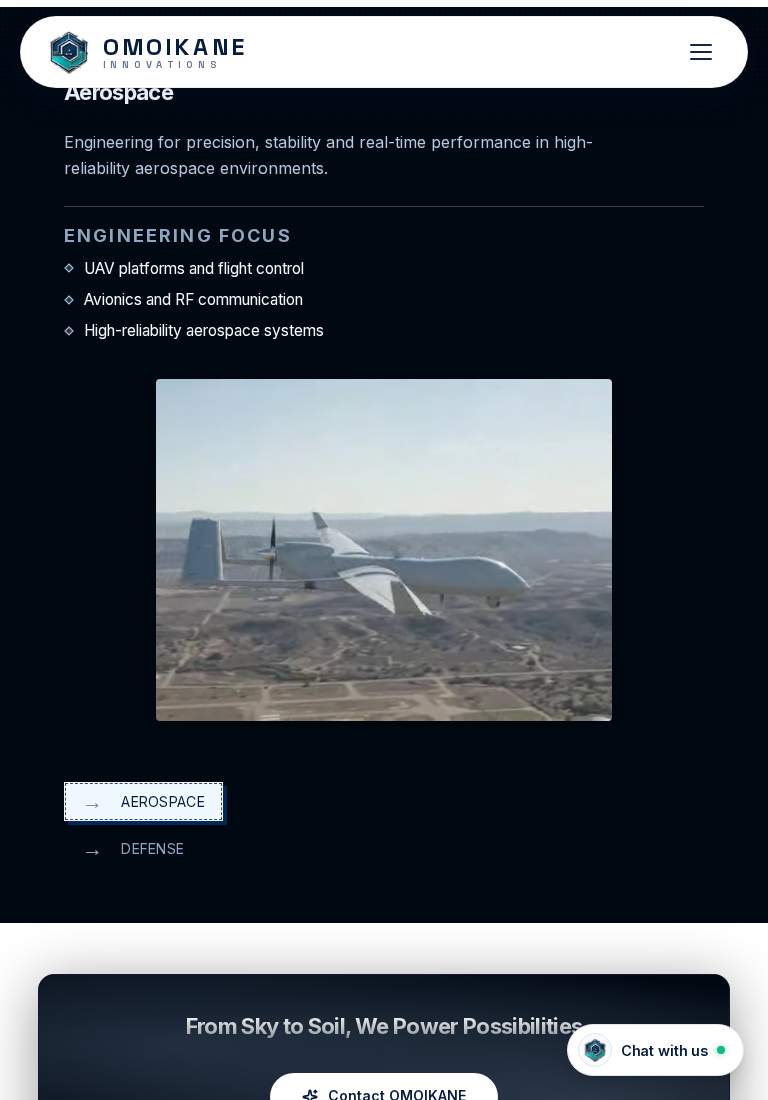 OMOIKANE
INNOVATIONS
Aerospace
Engineering for precision, stability and real-time performance in high-
reliability aerospace environments.
ENGINEERING FOCUS
UAV platforms and flight control
Avionics and RF communication
High-reliability aerospace systems
→ AEROSPACE
→ DEFENSE
From Sky to Soil, We Power Possibilities
Chat with us
Contact OMOIKANE